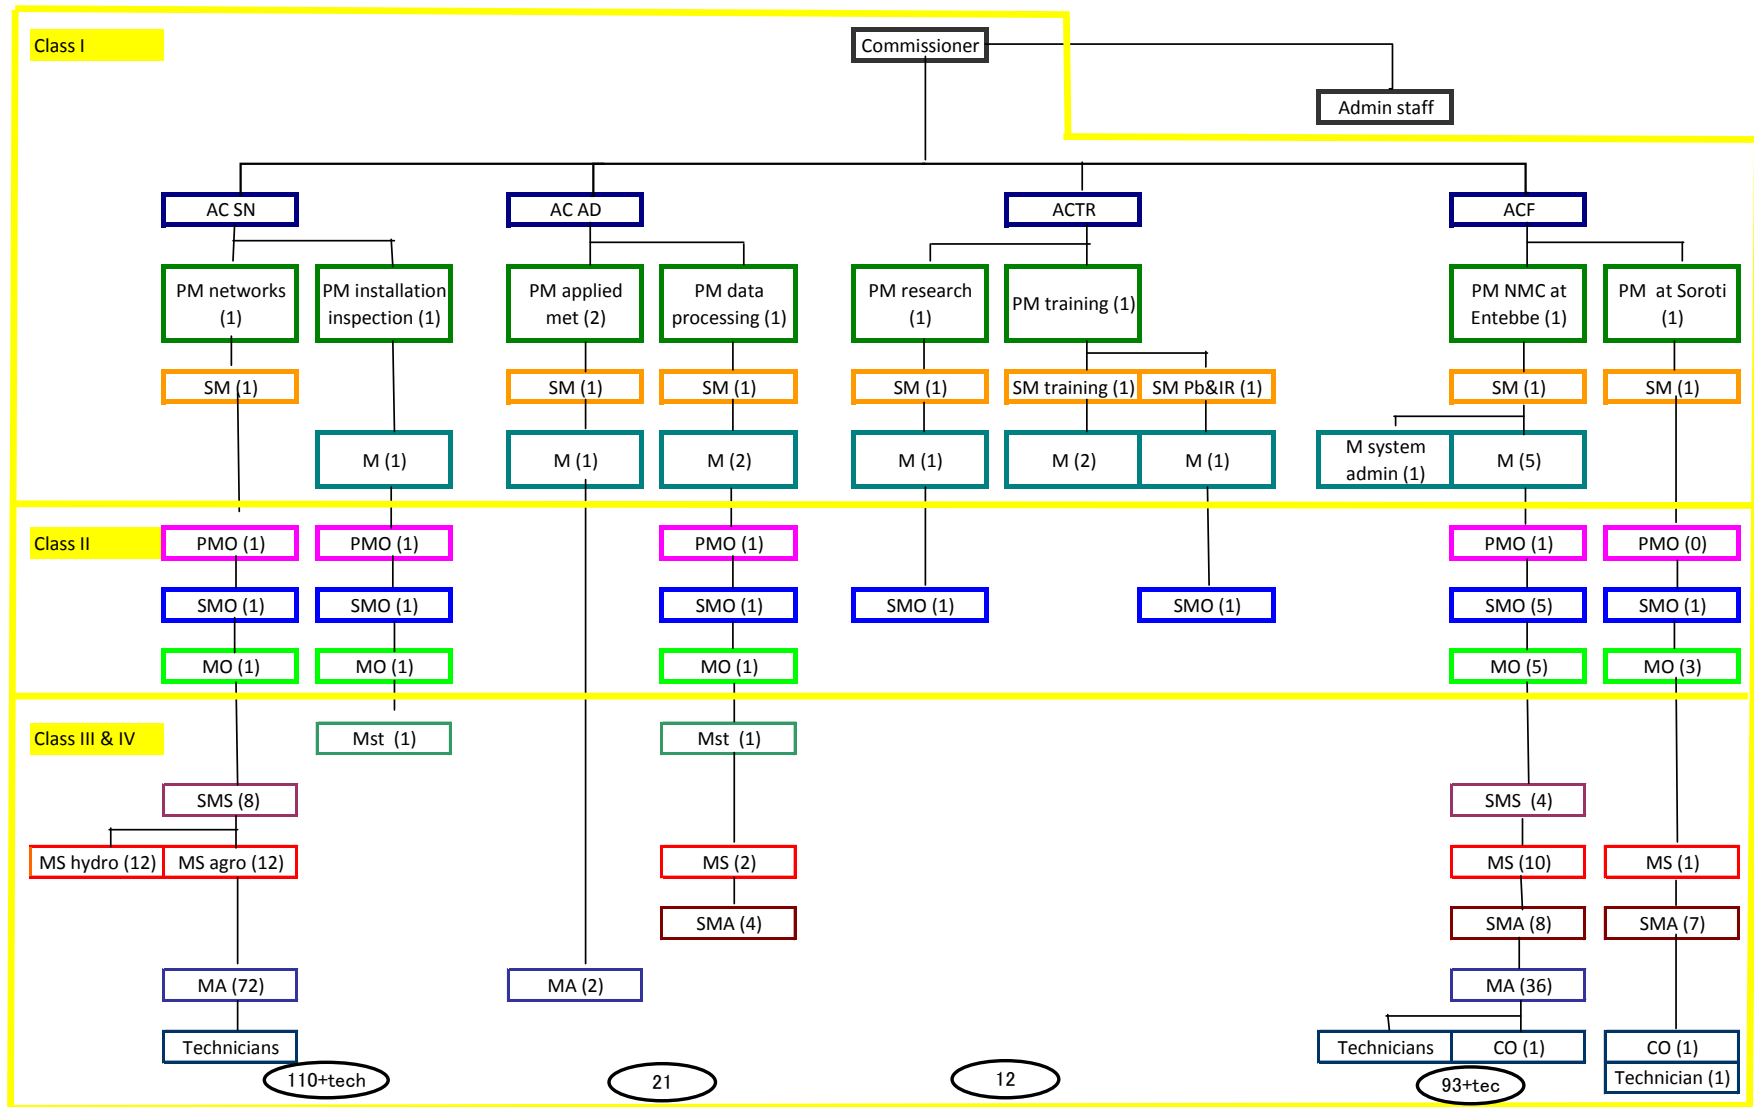 Class I
Commissioner
Admin staff
AC SN
AC AD
ACTR
ACF
PM networks
(1)
PM installation
inspection (1)
PM applied
met (2)
PM data
processing (1)
PM research
(1)
PM training (1)
PM NMC at
Entebbe (1)
PM at Soroti
(1)
SM (1)
SM (1)
SM (1)
SM (1)
SM training (1)
SM Pb&IR (1)
SM (1)
SM (1)
M (1)
M (1)
M (2)
M (1)
M (2)
M (1)
M system
admin (1)
M (5)
Class II
PMO (1)
PMO (1)
PMO (1)
PMO (1)
PMO (0)
SMO (1)
SMO (1)
SMO (1)
SMO (1)
SMO (1)
SMO (5)
SMO (1)
MO (1)
MO (1)
MO (1)
MO (5)
MO (3)
Class III & IV
Mst (1)
Mst (1)
SMS (8)
SMS (4)
MS hydro (12)
MS agro (12)
MS (2)
MS (10)
MS (1)
SMA (4)
SMA (8)
SMA (7)
MA (72)
MA (2)
MA (36)
Technicians
Technicians
CO (1)
CO (1)
Technician (1)
110+tech
21
12
93+tec